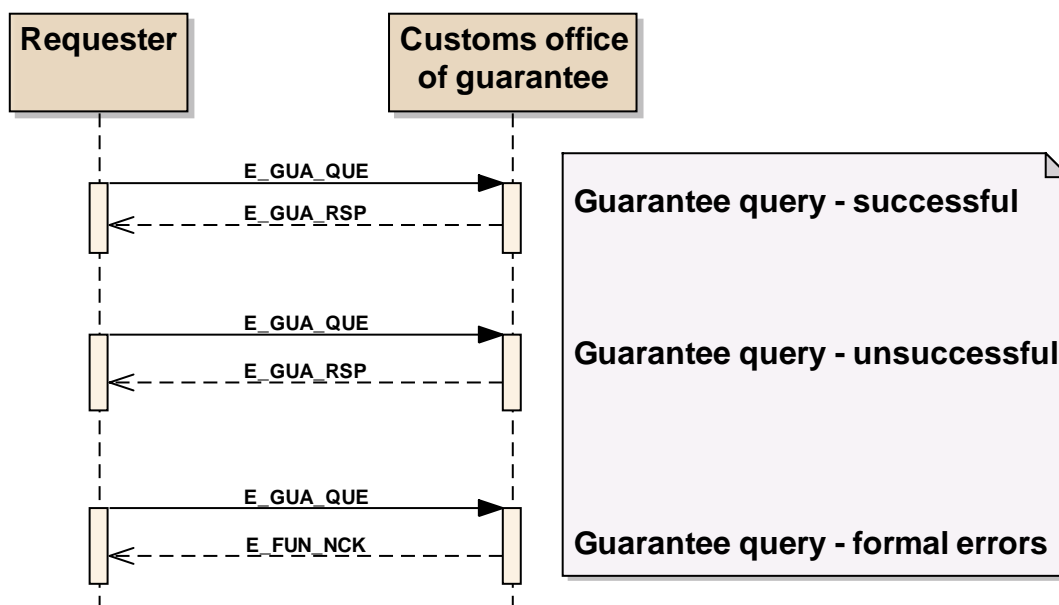 Requester
Customs office
of guarantee
E_GUA_QUE
E_GUA_RSP
Guarantee query - successful
E_GUA_QUE
E_GUA_RSP
Guarantee query - unsuccessful
E_GUA_QUE
E_FUN_NCK
Guarantee query - formal errors